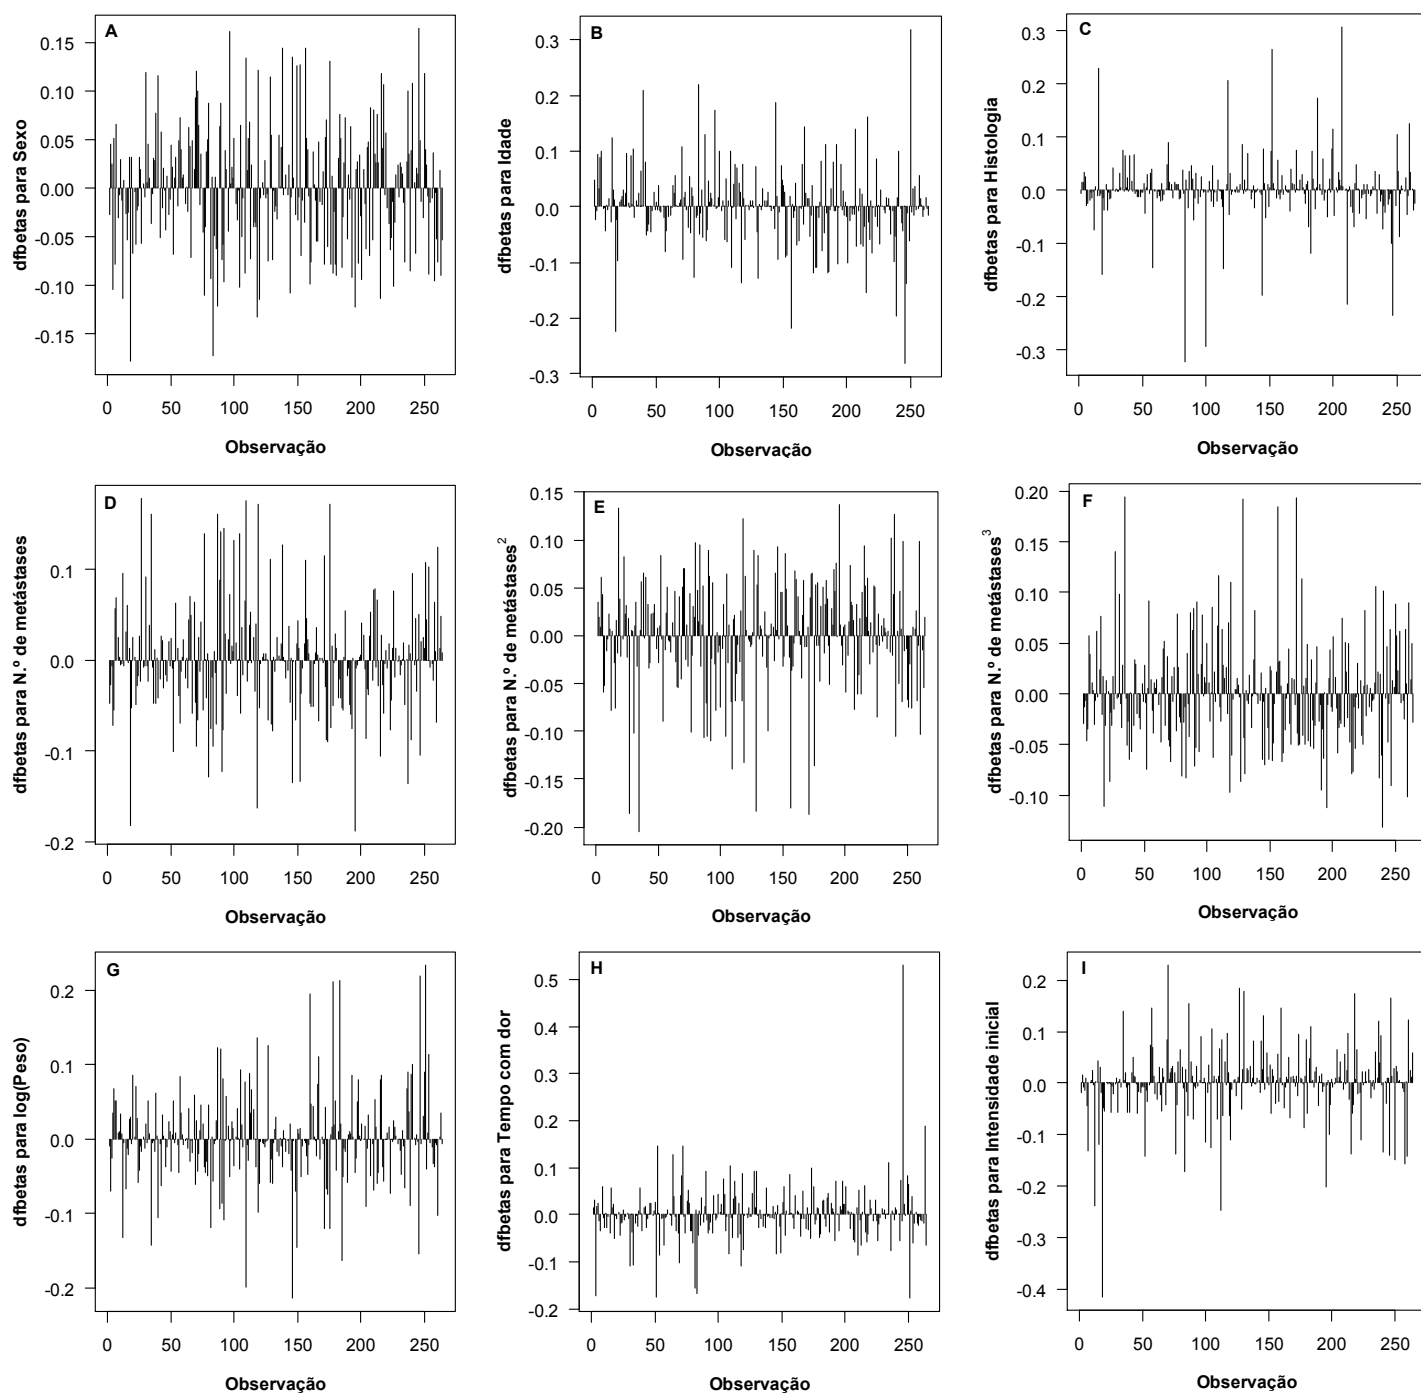 A
dfbetas para Sexo
0.15
0.10
0.05
0.00
-0.05
-0.10
-0.15
0 50 100 150 200 250
Observação
B
dfbetas para Idade
0.3
0.2
0.1
0.0
-0.1
-0.2
-0.3
0 50 100 150 200 250
Observação
C
dfbetas para Histologia
0.3
0.2
0.1
0.0
-0.1
-0.2
-0.3
0 50 100 150 200 250
Observação
D
dfbetas para N.º de metástases
0.1
0.0
-0.1
-0.2
0 50 100 150 200 250
Observação
E
dfbetas para N.º de metástases²
0.15
0.10
0.05
0.00
-0.05
-0.10
-0.15
-0.20
0 50 100 150 200 250
Observação
F
dfbetas para N.º de metástases³
0.20
0.15
0.10
0.05
0.00
-0.05
-0.10
0 50 100 150 200 250
Observação
G
dfbetas para log(Peso)
0.2
0.1
0.0
-0.1
-0.2
0 50 100 150 200 250
Observação
H
dfbetas para Tempo com dor
0.5
0.4
0.3
0.2
0.1
0.0
-0.1
-0.2
0 50 100 150 200 250
Observação
I
dfbetas para Intensidade inicial
0.2
0.1
0.0
-0.1
-0.2
-0.3
-0.4
0 50 100 150 200 250
Observação